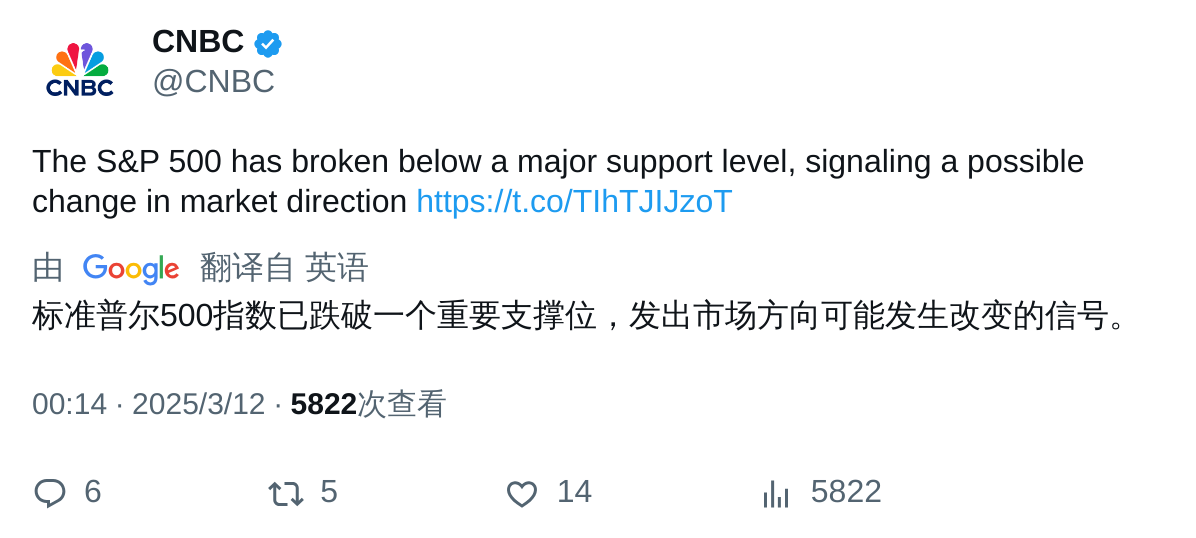 CNBC
CNBC
@CNBC
The S&P 500 has broken below a major support level, signaling a possible
change in market direction https://t.co/TIhTJIJzoT
由 Google 翻译自 英语
标准普尔500指数已跌破一个重要支撑位，发出市场方向可能发生改变的信号。
00:14 · 2025/3/12 · 5822次查看
6 5 14 5822